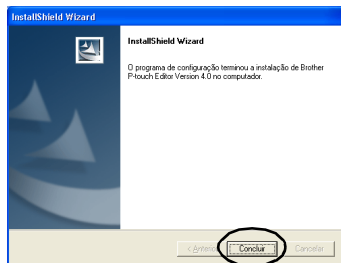 InstallShield Wizard
InstallShield Wizard
O programa de configuração terminou a instalação de Brother
P-touch Editor Version 4.0 no computador.
< Anterior Concluir Cancelar